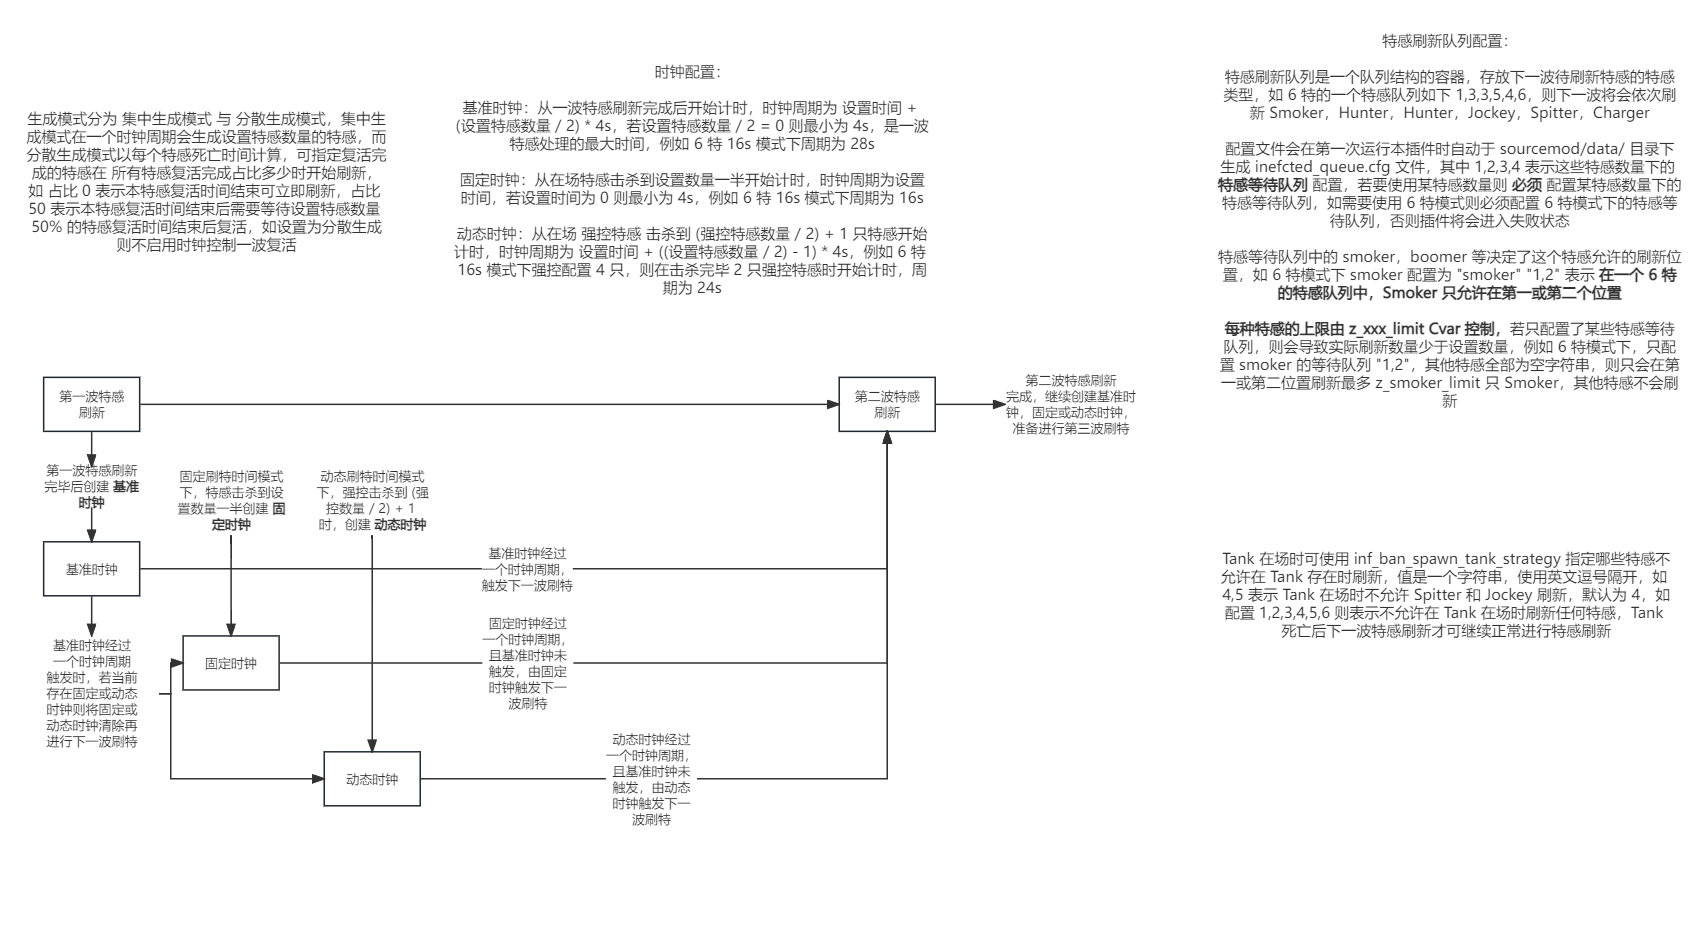 生成模式分为 集中生成模式 与 分散生成模式，集中生
成模式在一个时钟周期会生成设置特感数量的特感，而
分散生成模式以每个特感死亡时间计算，可指定复活完
成的特感在 所有特感复活完成占比多少时开始刷新，
如 占比 0 表示本特感复活时间结束可立即刷新，占比
50 表示本特感复活时间结束后需要等待设置特感数量
50% 的特感复活时间结束后复活，如设置为分散生成
则不启用时钟控制一波复活
时钟配置：
基准时钟：从一波特感刷新完成后开始计时，时钟周期为 设置时间 +
(设置特感数量 / 2) * 4s，若设置特感数量 / 2 = 0 则最小为 4s，是一波
特感处理的最大时间，例如 6 特 16s 模式下周期为 28s
固定时钟：从在场特感击杀到设置数量一半开始计时，时钟周期为设置
时间，若设置时间为 0 则最小为 4s，例如 6 特 16s 模式下周期为 16s
动态时钟：从在场 强控特感 击杀到 (强控特感数量 / 2) + 1 只特感开始
计时，时钟周期为 设置时间 + ((设置特感数量 / 2) - 1) * 4s，例如 6 特
16s 模式下强控配置 4 只，则在击杀完毕 2 只强控特感时开始计时，周
期为 24s
特感刷新队列配置：
特感刷新队列是一个队列结构的容器，存放下一波待刷新特感的特感
类型，如 6 特的一个特感队列如下 1,3,3,5,4,6，则下一波将会依次刷
新 Smoker，Hunter，Hunter，Jockey，Spitter，Charger
配置文件会在第一次运行本插件时自动于 sourcemod/data/ 目录下
生成 inefcted_queue.cfg 文件，其中 1,2,3,4 表示这些特感数量下的
特感等待队列 配置，若要使用某特感数量则 必须 配置某特感数量下的
特感等待队列，如需要使用 6 特模式则必须配置 6 特模式下的特感等
待队列，否则插件将会进入失败状态
特感等待队列中的 smoker，boomer 等决定了这个特感允许的刷新位
置，如 6 特模式下 smoker 配置为 "smoker" "1,2" 表示 在一个 6 特
的特感队列中，Smoker 只允许在第一或第二个位置
每种特感的上限由 z_xxx_limit Cvar 控制，若只配置了某些特感等待
队列，则会导致实际刷新数量少于设置数量，例如 6 特模式下，只配
置 smoker 的等待队列 "1,2"，其他特感全部为空字符串，则只会在第
一或第二位置刷新最多 z_smoker_limit 只 Smoker，其他特感不会刷
新
第一波特感
刷新
第二波特感
刷新
第二波特感刷新
完成，继续创建基准时
钟，固定或动态时钟，
准备进行第三波刷特
第一波特感刷新
完毕后创建 基准
时钟
固定刷特时间模式
下，特感击杀到设
置数量一半创建 固
定时钟
动态刷特时间模式
下，强控击杀到 (强
控数量 / 2) + 1
时，创建 动态时钟
基准时钟
基准时钟经过
一个时钟周期，
触发下一波刷特
基准时钟经过
一个时钟周期
触发时，若当前
存在固定或动态
时钟则将固定或
动态时钟清除再
进行下一波刷特
固定时钟
固定时钟经过
一个时钟周期，
且基准时钟未
触发，由固定
时钟触发下一
波刷特
动态时钟
动态时钟经过
一个时钟周期，
且基准时钟未
触发，由动态
时钟触发下一
波刷特
Tank 在场时可使用 inf_ban_spawn_tank_strategy 指定哪些特感不
允许在 Tank 存在时刷新，值是一个字符串，使用英文逗号隔开，如
4,5 表示 Tank 在场时不允许 Spitter 和 Jockey 刷新，默认为 4，如
配置 1,2,3,4,5,6 则表示不允许在 Tank 在场时刷新任何特感，Tank
死亡后下一波特感刷新才可继续正常进行特感刷新